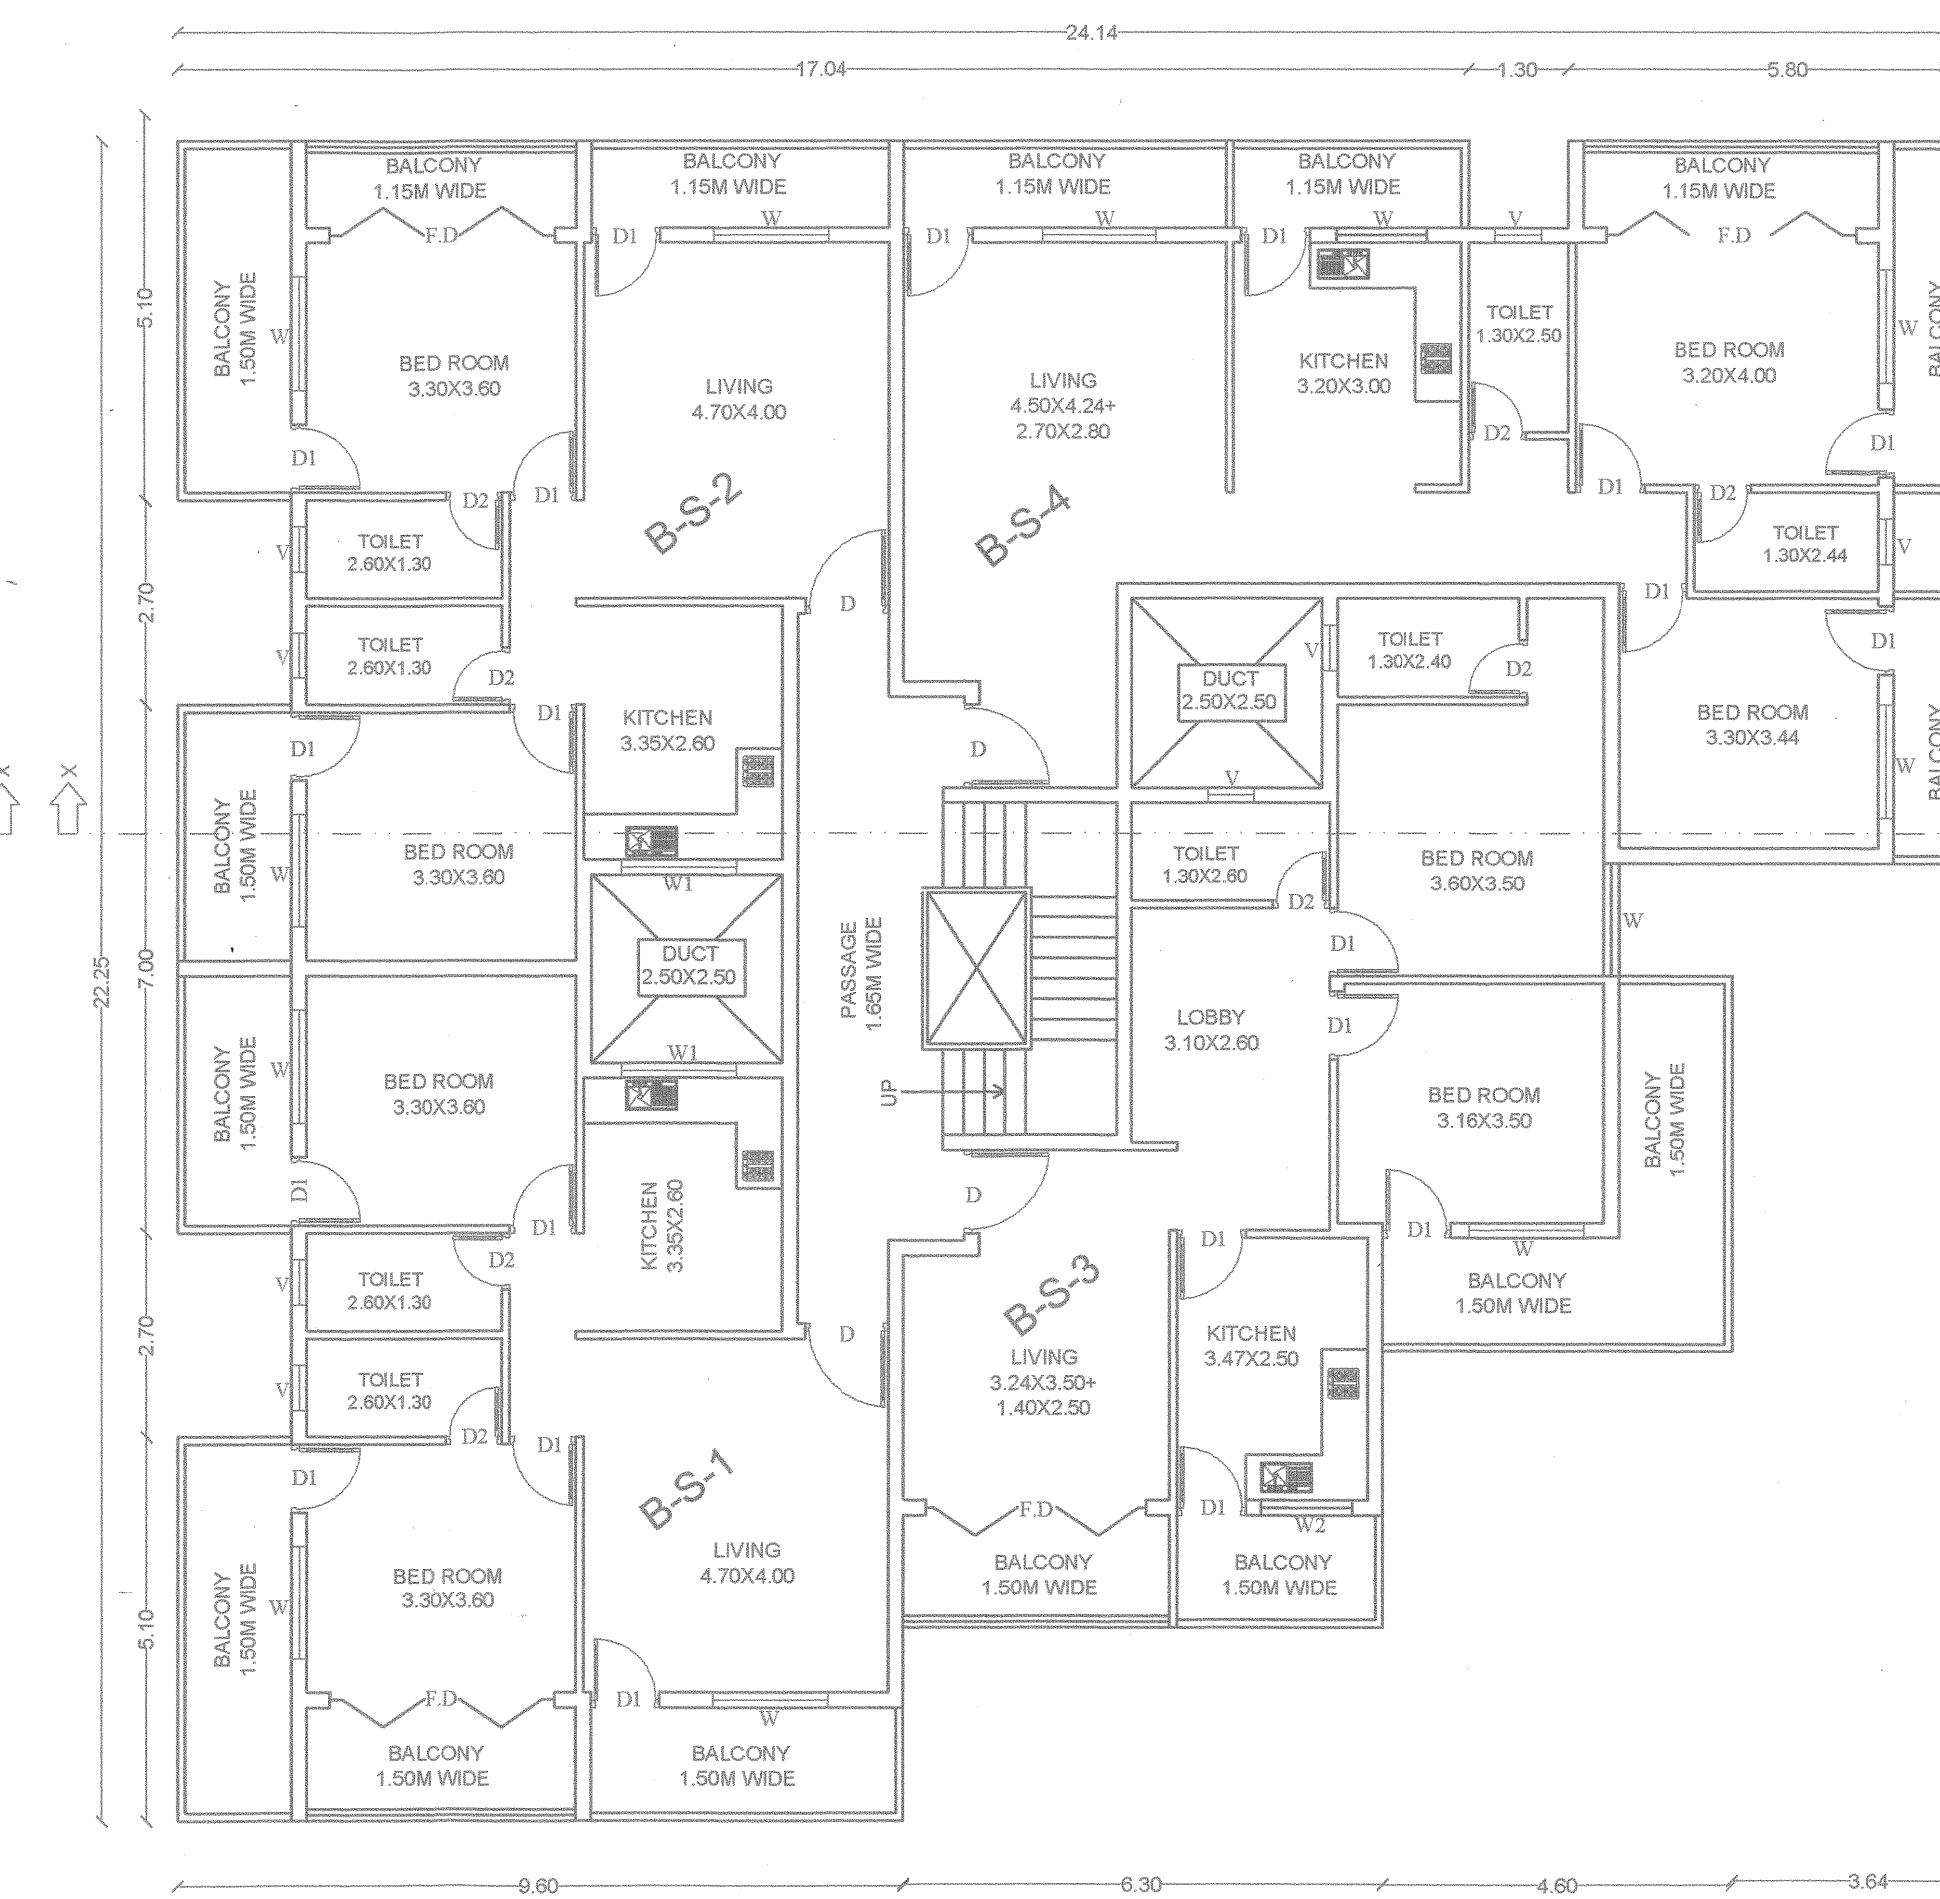 24.14
17.04
1.30
5.80
BALCONY
1.15M WIDE
BALCONY
1.15M WIDE
BALCONY
1.15M WIDE
BALCONY
1.15M WIDE
BALCONY
1.15M WIDE
F.D
D1
W
D1
W
D1
W
V
F.D
5.10
BALCONY
1.50M WIDE
W
BED ROOM
3.30X3.60
LIVING
4.70X4.00
LIVING
4.50X4.24+
2.70X2.80
KITCHEN
3.20X3.00
TOILET
1.30X2.50
BED ROOM
3.20X4.00
W
BALCONY
D1
D2
D1
D2
D1
D2
D1
B-S-2
B-S-4
V
TOILET
2.60X1.30
TOILET
1.30X2.44
V
2.70
D
D1
V
TOILET
2.60X1.30
D2
V
TOILET
1.30X2.40
D2
D1
DUCT
2.50X2.50
D1
D1
KITCHEN
3.35X2.60
D
BED ROOM
3.30X3.44
W
BALCONY
X
X
V
BALCONY
1.50M WIDE
W
BED ROOM
3.30X3.60
W1
TOILET
1.30X2.60
D2
BED ROOM
3.60X3.50
W
D1
22.25
7.00
DUCT
2.50X2.50
PASSAGE
1.65M WIDE
LOBBY
3.10X2.60
D1
BALCONY
1.50M WIDE
W
W1
BED ROOM
3.30X3.60
UP
BED ROOM
3.16X3.50
BALCONY
1.50M WIDE
D1
D1
KITCHEN
3.35X2.60
D
D1
D1
W
V
TOILET
2.60X1.30
D2
B-S-3
BALCONY
1.50M WIDE
2.70
D
KITCHEN
3.47X2.50
LIVING
3.24X3.50+
1.40X2.50
V
TOILET
2.60X1.30
D2
D1
D1
B-S-1
5.10
BALCONY
1.50M WIDE
W
BED ROOM
3.30X3.60
LIVING
4.70X4.00
F.D
D1
W2
BALCONY
1.50M WIDE
BALCONY
1.50M WIDE
F.D
D1
W
BALCONY
1.50M WIDE
BALCONY
1.50M WIDE
9.60
6.30
4.60
3.64